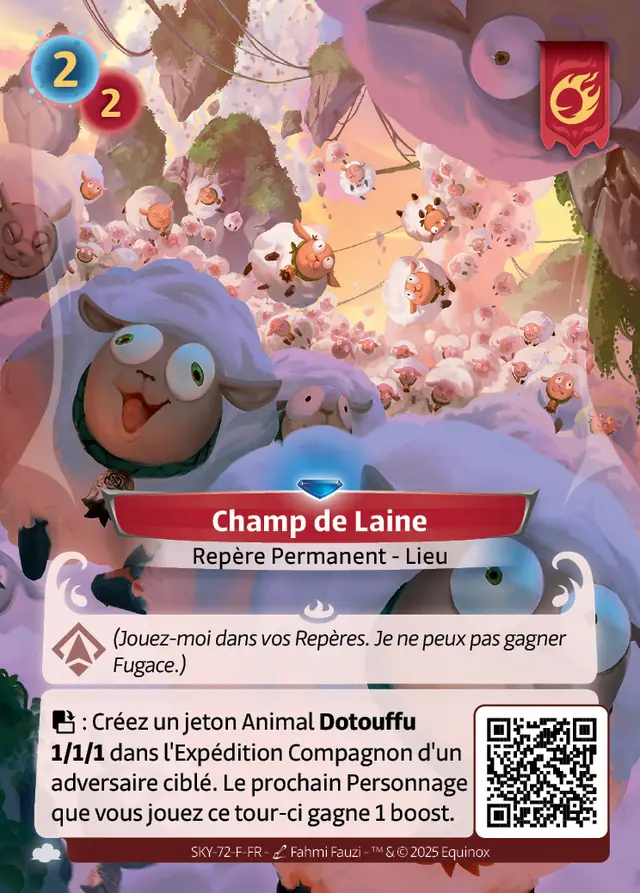 2
2
Champ de Laine
Repère Permanent - Lieu
(Jouez-moi dans vos Repères. Je ne peux pas gagner
Fugace.)
: Créez un jeton Animal Dotouffu
1/1/1 dans l'Expédition Compagnon d'un
adversaire ciblé. Le prochain Personnage
que vous jouez ce tour-ci gagne 1 boost.
SKY-72-F-FR - Fahmi Fauzi - ™ & © 2025 Equinox